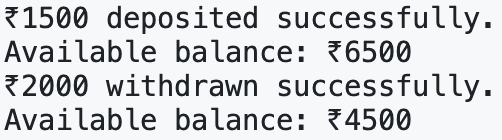 ₹1500 deposited successfully.
Available balance: ₹6500
₹2000 withdrawn successfully.
Available balance: ₹4500